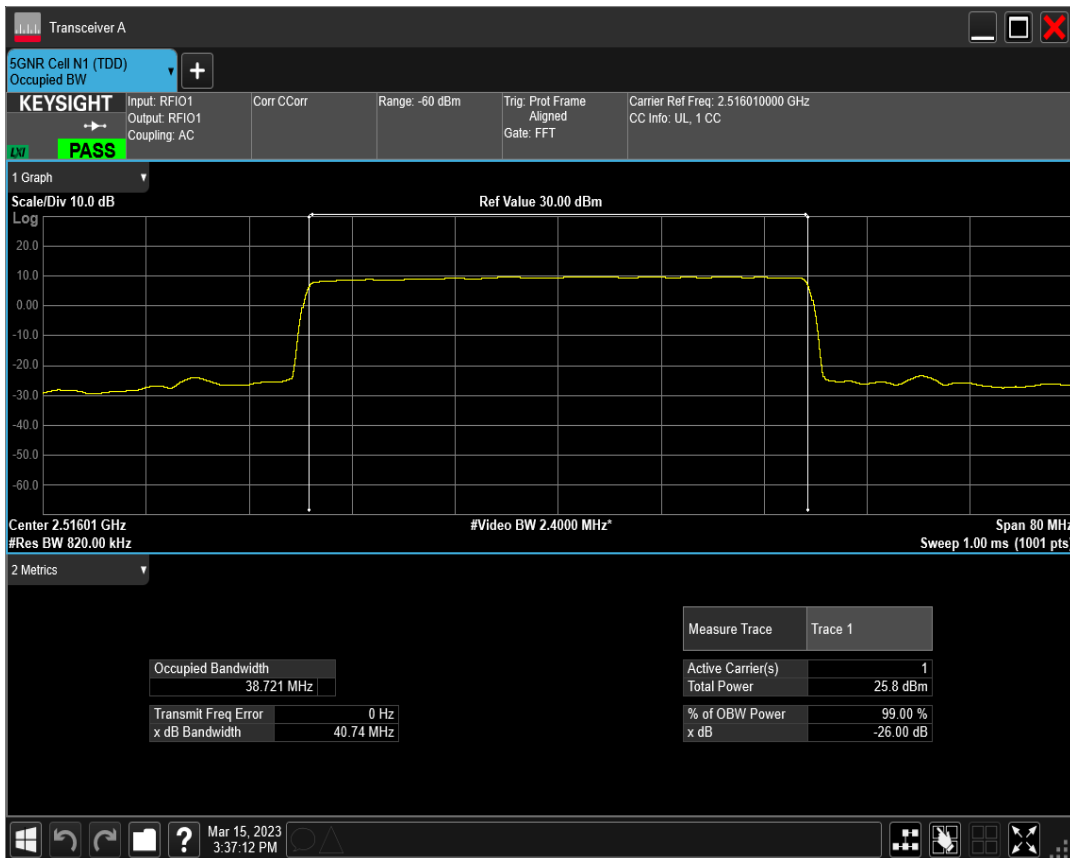 Transceiver A
5GNR Cell N1 (TDD)
Occupied BW
KEYSIGHT
LXI
PASS
Input: RFIO1
Output: RFIO1
Coupling: AC
Corr CCorr
Range: -60 dBm
Trig: Prot Frame
Aligned
Gate: FFT
Carrier Ref Freq: 2.516010000 GHz
CC Info: UL, 1 CC
1 Graph
Scale/Div 10.0 dB
Ref Value 30.00 dBm
Log
20.0
10.0
0.00
-10.0
-20.0
-30.0
-40.0
-50.0
-60.0
Center 2.51601 GHz
#Video BW 2.4000 MHz*
Span 80 MHz
#Res BW 820.00 kHz
Sweep 1.00 ms (1001 pts)
2 Metrics
Measure Trace Trace 1
Occupied Bandwidth
38.721 MHz
Active Carrier(s) 1
Total Power 25.8 dBm
Transmit Freq Error 0 Hz
x dB Bandwidth 40.74 MHz
% of OBW Power 99.00 %
x dB -26.00 dB
?
Mar 15, 2023
3:37:12 PM